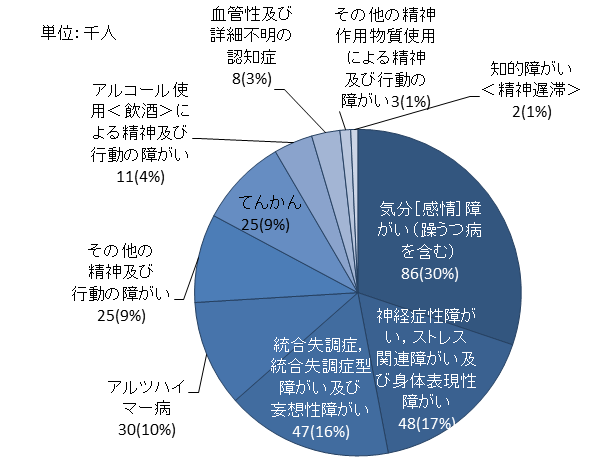 単位：千人
血管性及び
詳細不明の
認知症
8(3%)
その他の精神
作用物質使用
による精神
及び行動の
障がい 3(1%)
知的障がい
＜精神遅滞＞
2(1%)
アルコール使
用＜飲酒＞に
よる精神及び
行動の障がい
11(4%)
てんかん
25(9%)
気分［感情］障
がい（躁うつ病
を含む）
86(30%)
その他の
精神及び
行動の障がい
25(9%)
神経症性障が
い，ストレス
関連障がい及
び身体表現性
障がい
48(17%)
統合失調症，
統合失調症型
障がい及び
妄想性障がい
47(16%)
アルツハイ
マー病
30(10%)